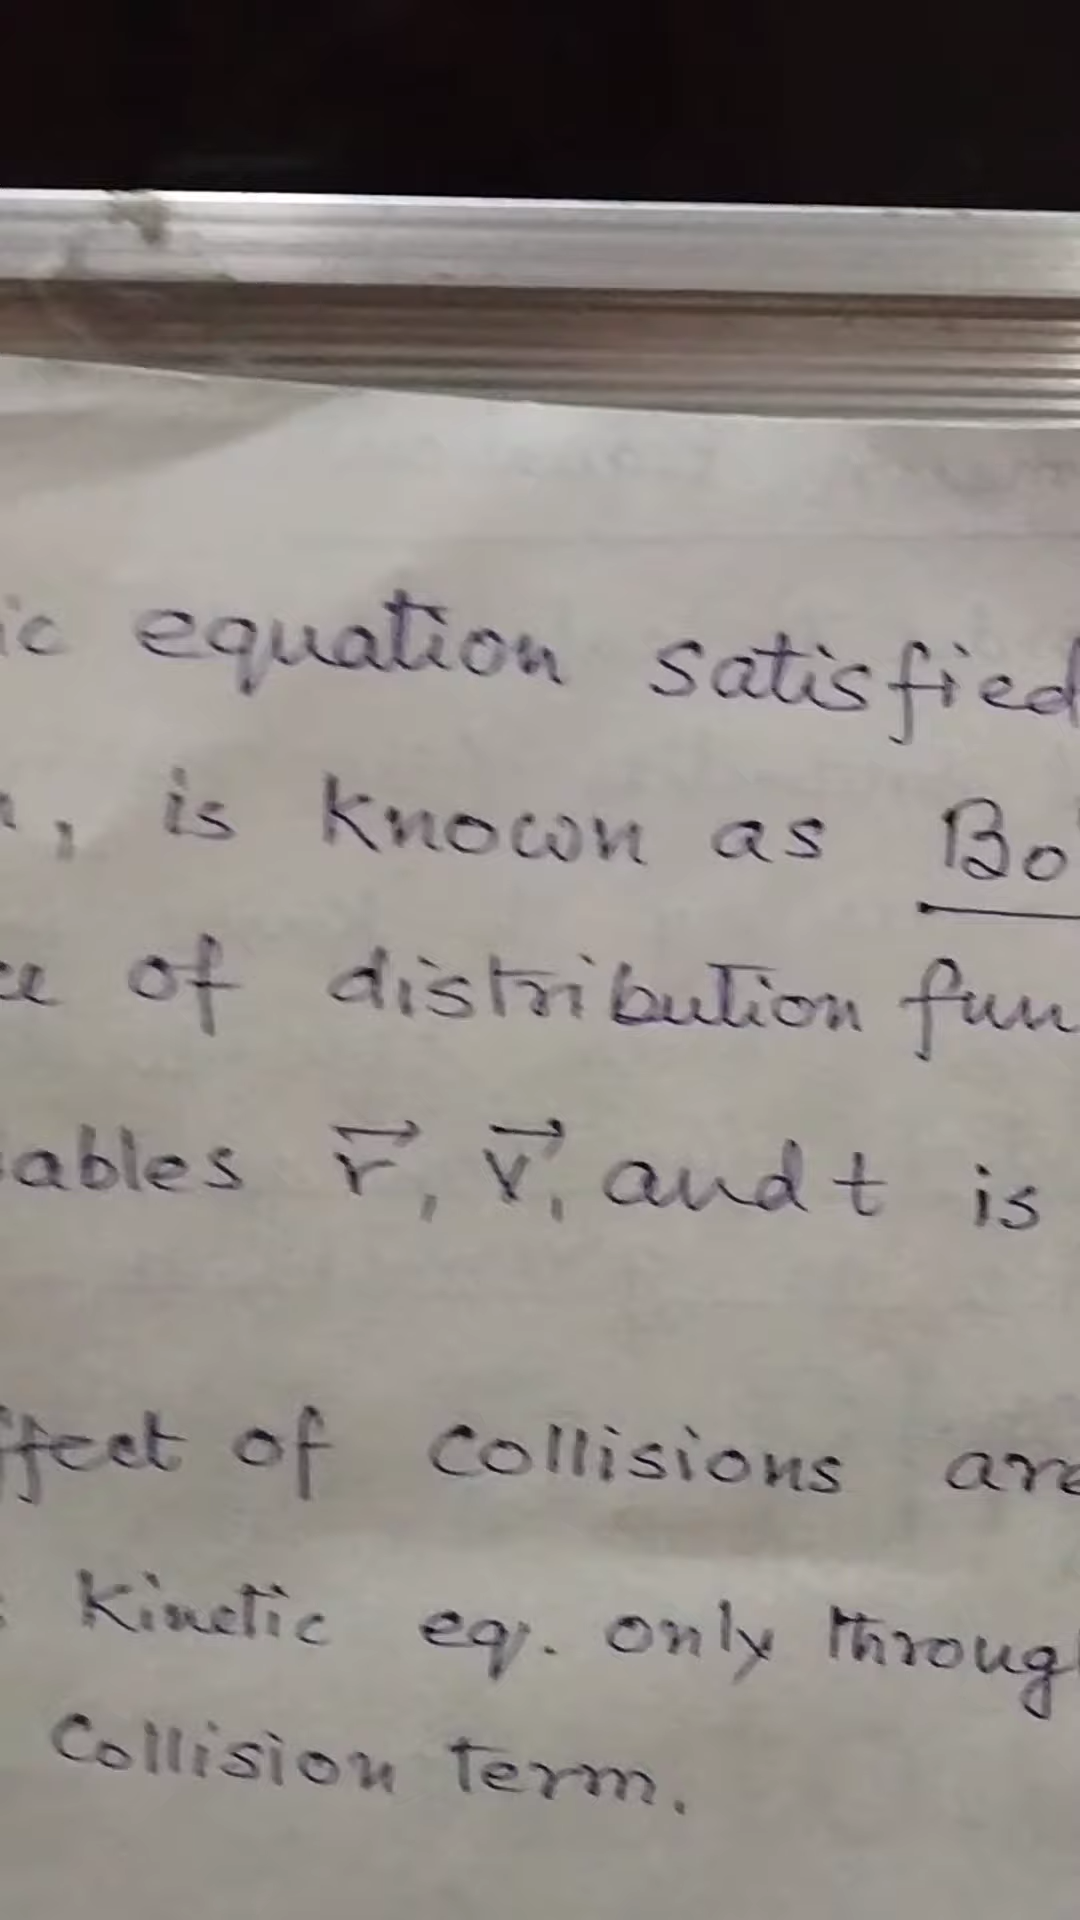 ic equation satisfied
, is known as Bo
of distribution fun
ables r⃗, v⃗, and t is
ffect of collisions are
Kinetic eq. only through
Collision term.